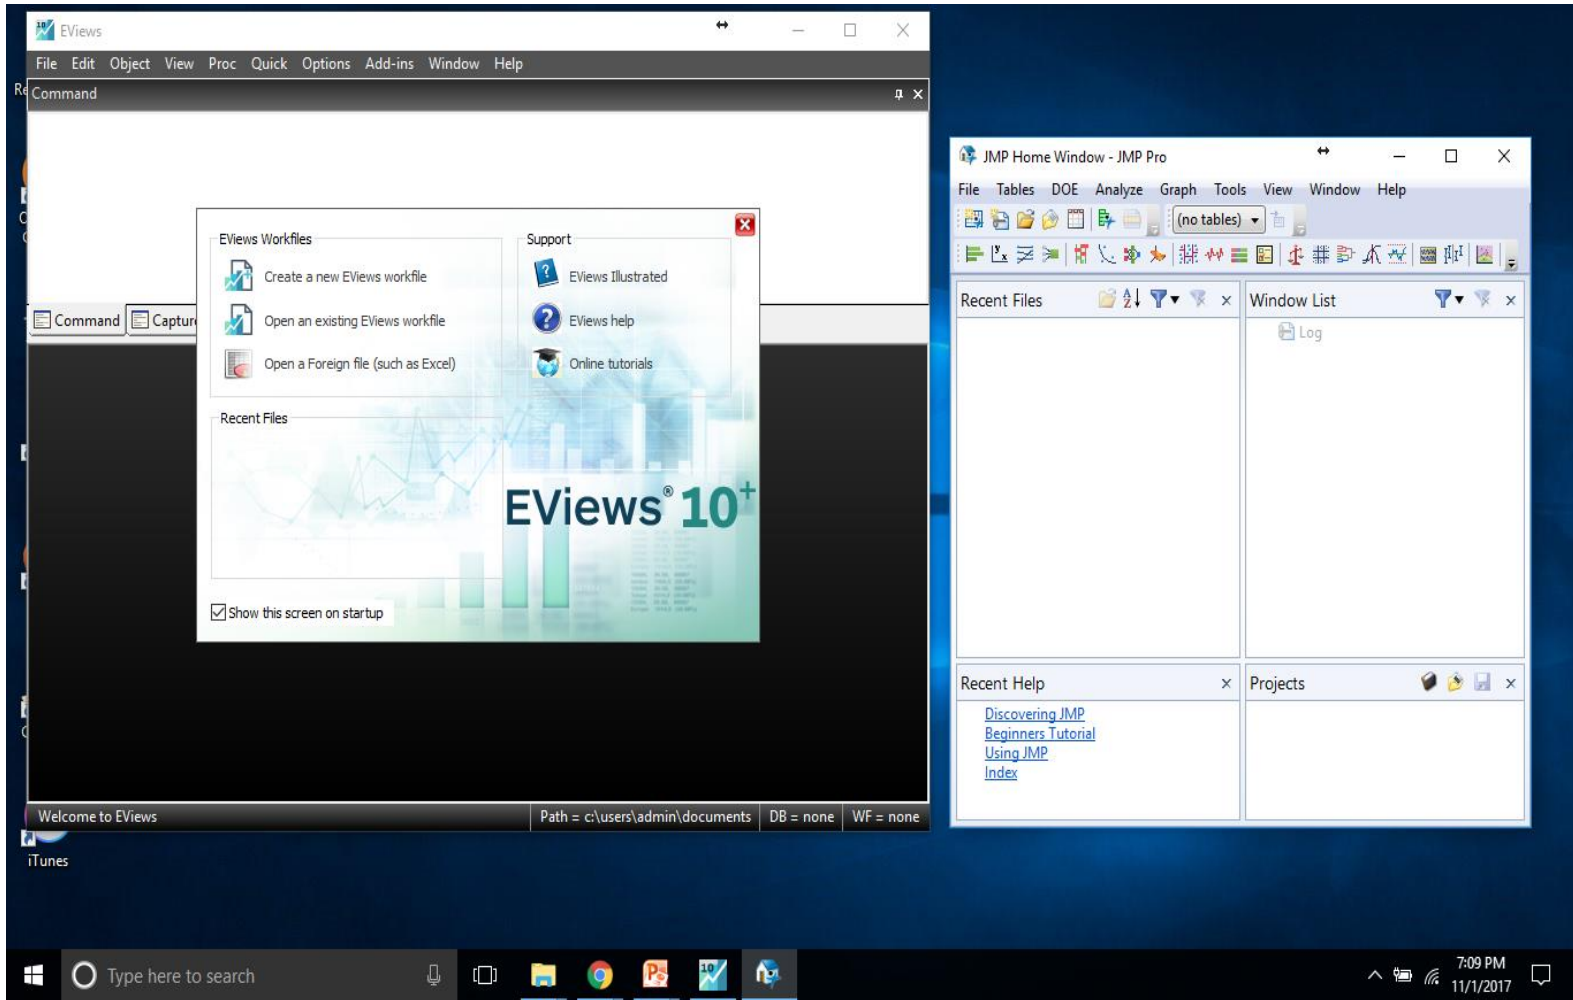 EViews
File Edit Object View Proc Quick Options Add-ins Window Help
Command
EViews Workfiles
Create a new EViews workfile
Open an existing EViews workfile
Open a Foreign file (such as Excel)
Support
EViews Illustrated
EViews help
Online tutorials
Command Capture
Recent Files
EViews® 10+
Show this screen on startup
Welcome to EViews
Path = c:\users\admin\documents DB = none WF = none
JMP Home Window - JMP Pro
File Tables DOE Analyze Graph Tools View Window Help
(no tables)
Recent Files
Window List
Log
Recent Help
Discovering JMP
Beginners Tutorial
Using JMP
Index
Projects
iTunes
Type here to search
7:09 PM
11/1/2017